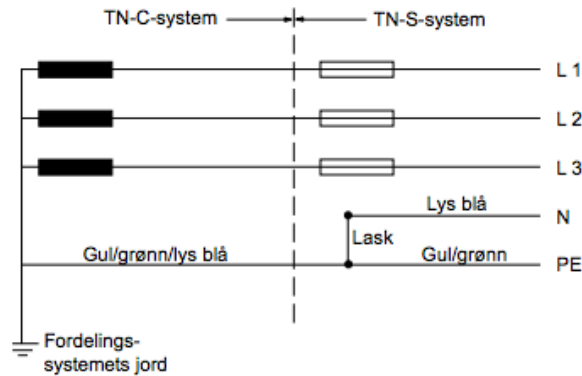 TN-C-system
TN-S-system
L 1
L 2
L 3
Lys blå
N
Lask
Gul/grønn/lys blå
Gul/grønn
PE
Fordelings-
systemets jord